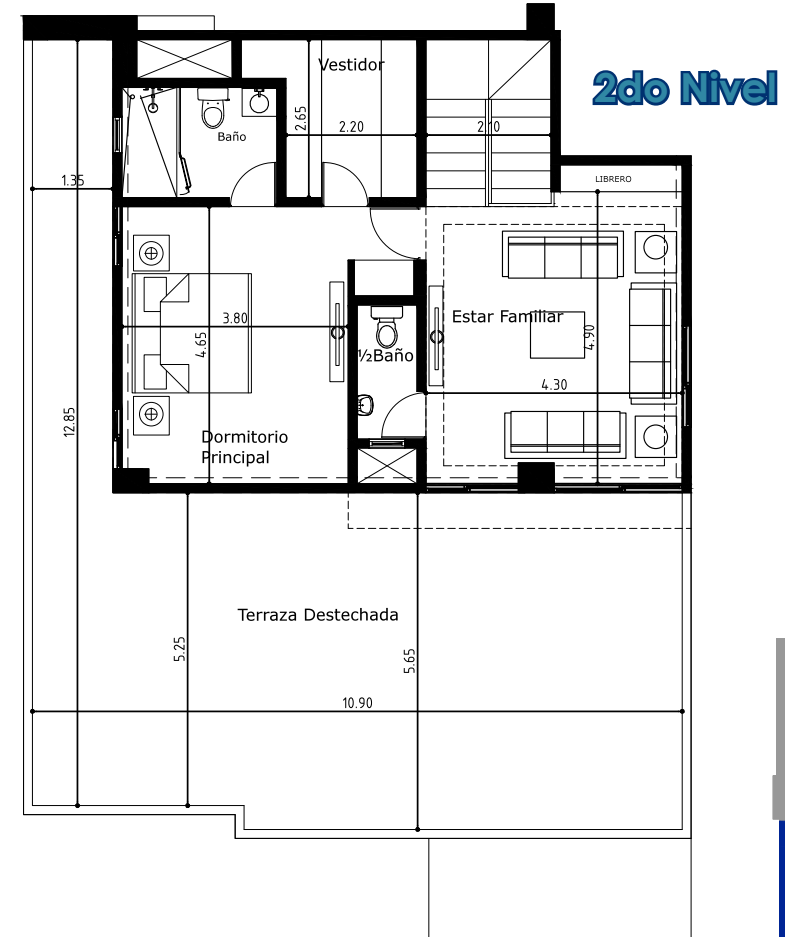 2do Nivel
Vestidor
2.65
2.20
2.10
Baño
1.35
LIBRERO
Estar Familiar
3.80
4.65
4.90
½Baño
4.30
12.85
Dormitorio
Principal
Terraza Destechada
5.25
5.65
10.90